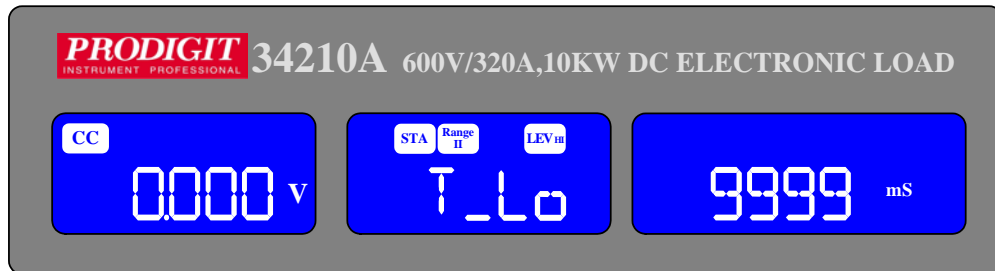 PRODIGIT
INSTRUMENT PROFESSIONAL
34210A 600V/320A,10KW DC ELECTRONIC LOAD
CC
0.000 V
STA Range II LEV HI
T_Lo
9999 mS